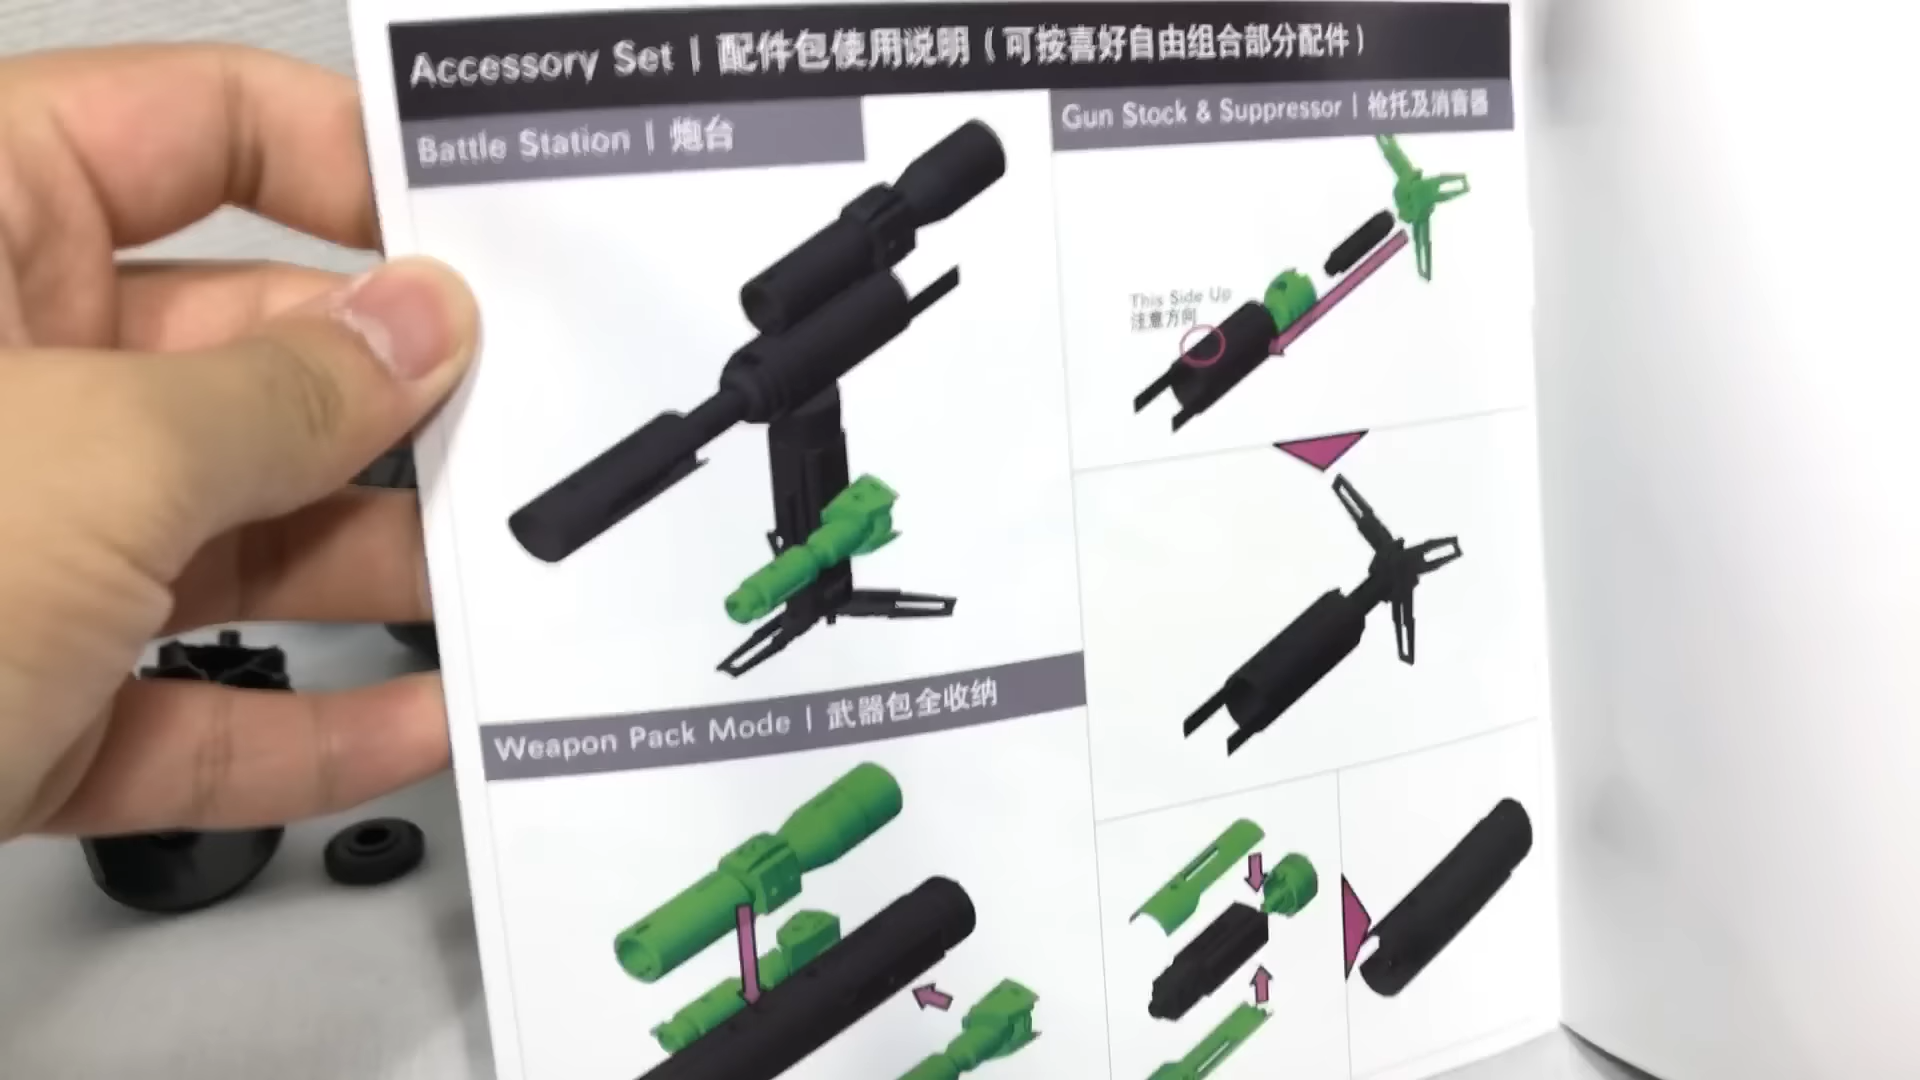 Accessory Set | 配件包使用说明（可按喜好自由组合部分配件）
Battle Station | 炮台
Gun Stock & Suppressor | 枪托及消音器
This Side Up
注意方向
Weapon Pack Mode | 武器包全收纳